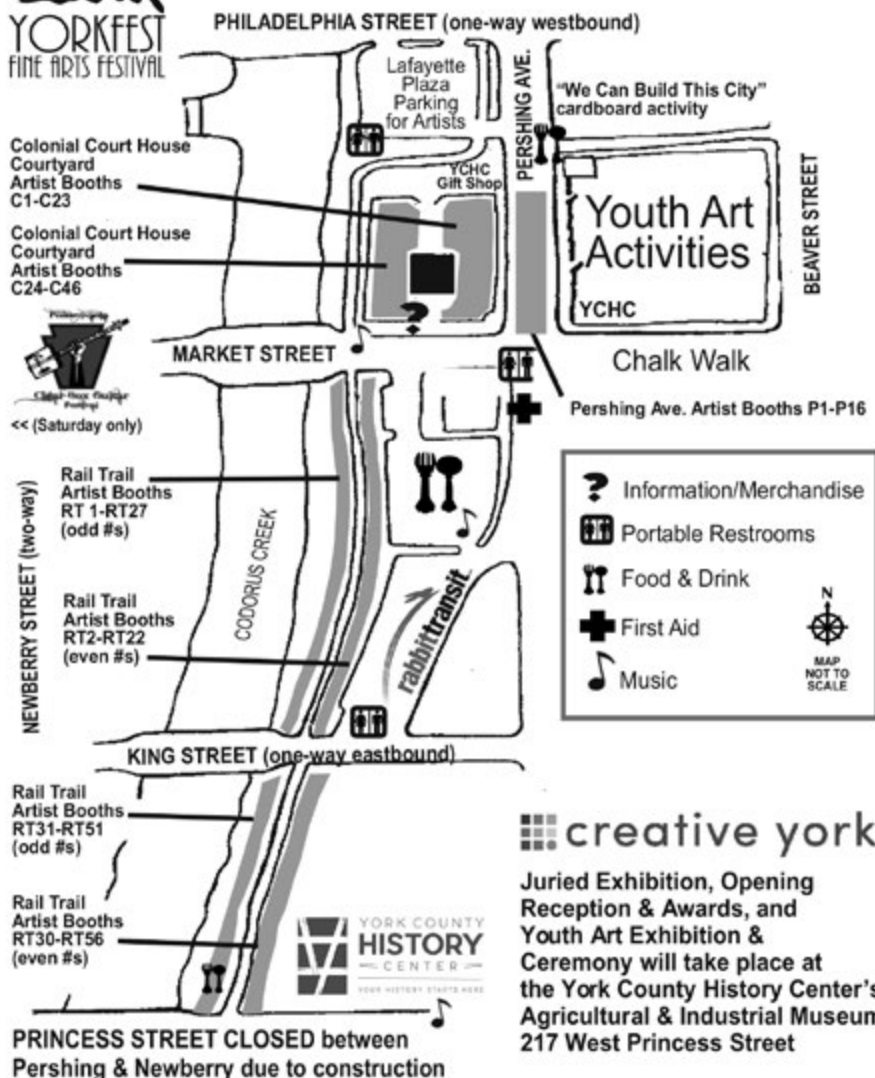 YORKFEST
FINE ARTS FESTIVAL
PHILADELPHIA STREET (one-way westbound)
Lafayette
Plaza
Parking
for Artists
PERSHING AVE.
“We Can Build This City”
cardboard activity
Colonial Court House
Courtyard
Artist Booths
C1-C23
YCHC
Gift Shop
Youth Art
Activities
YCHC
BEAVER STREET
Colonial Court House
Courtyard
Artist Booths
C24-C46
MARKET STREET
Chalk Walk
Pershing Ave. Artist Booths P1-P16
<< (Saturday only)
NEWBERRY STREET (two-way)
Rail Trail
Artist Booths
RT 1-RT27
(odd #s)
CODORUS CREEK
Rail Trail
Artist Booths
RT2-RT22
(even #s)
rabbittransit
Information/Merchandise
Portable Restrooms
Food & Drink
First Aid
Music
N
MAP
NOT TO
SCALE
KING STREET (one-way eastbound)
Rail Trail
Artist Booths
RT31-RT51
(odd #s)
Rail Trail
Artist Booths
RT30-RT56
(even #s)
YORK COUNTY
HISTORY
CENTER
YOUR HISTORY STARTS HERE
creative york
Juried Exhibition, Opening
Reception & Awards, and
Youth Art Exhibition &
Ceremony will take place at
the York County History Center's
Agricultural & Industrial Museum
217 West Princess Street
PRINCESS STREET CLOSED between
Pershing & Newberry due to construction